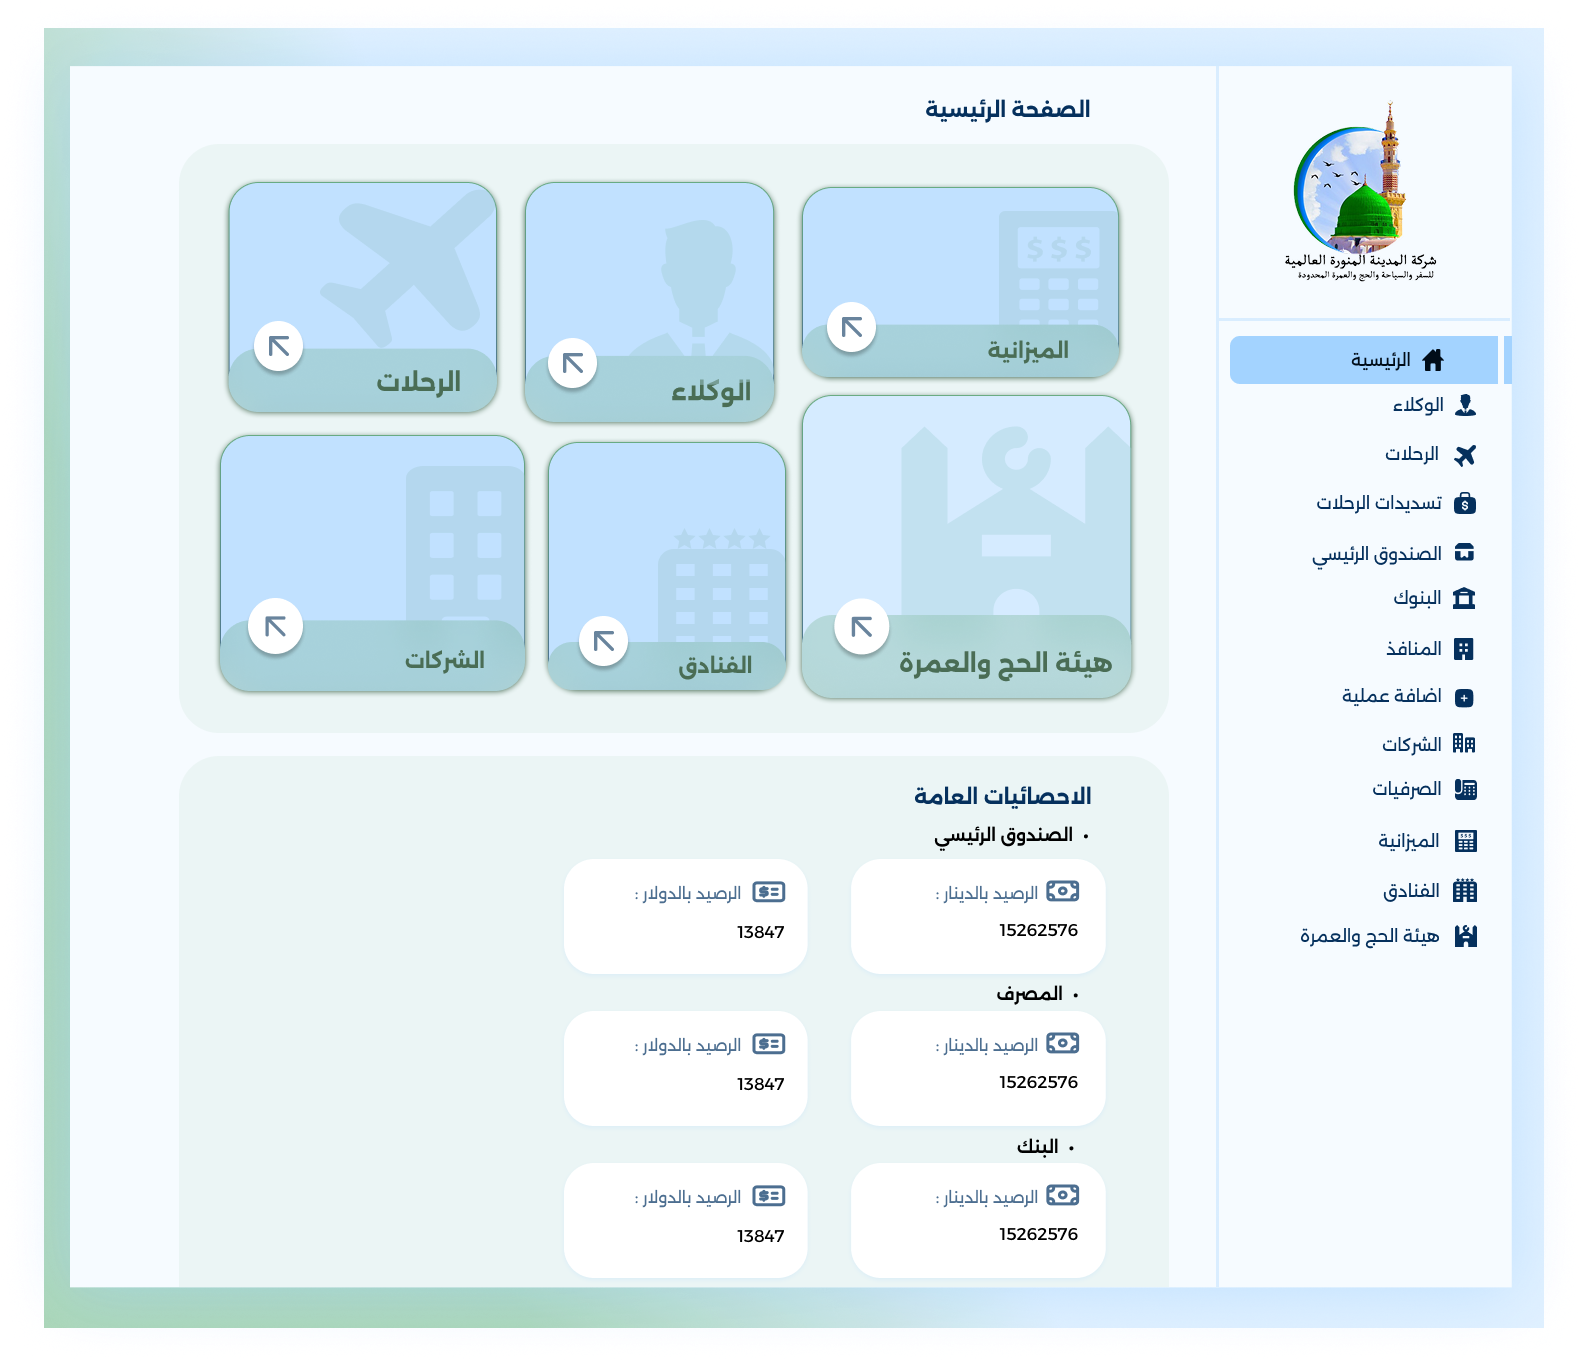 شركة المدينة المنورة العالمية
للسفر والسياحة والحج والعمرة المحدودة
الرئيسية
الوكلاء
الرحلات
تسديدات الرحلات
الصندوق الرئيسي
البنوك
المنافذ
اضافة عملية
الشركات
الصرفيات
الميزانية
الفنادق
هيئة الحج والعمرة
الصفحة الرئيسية
$ $ $
الميزانية
الوكلاء
الرحلات
هيئة الحج والعمرة
الفنادق
الشركات
الاحصائيات العامة
• الصندوق الرئيسي
الرصيد بالدينار :
15262576
الرصيد بالدولار :
13847
• المصرف
الرصيد بالدينار :
15262576
الرصيد بالدولار :
13847
• البنك
الرصيد بالدينار :
15262576
الرصيد بالدولار :
13847